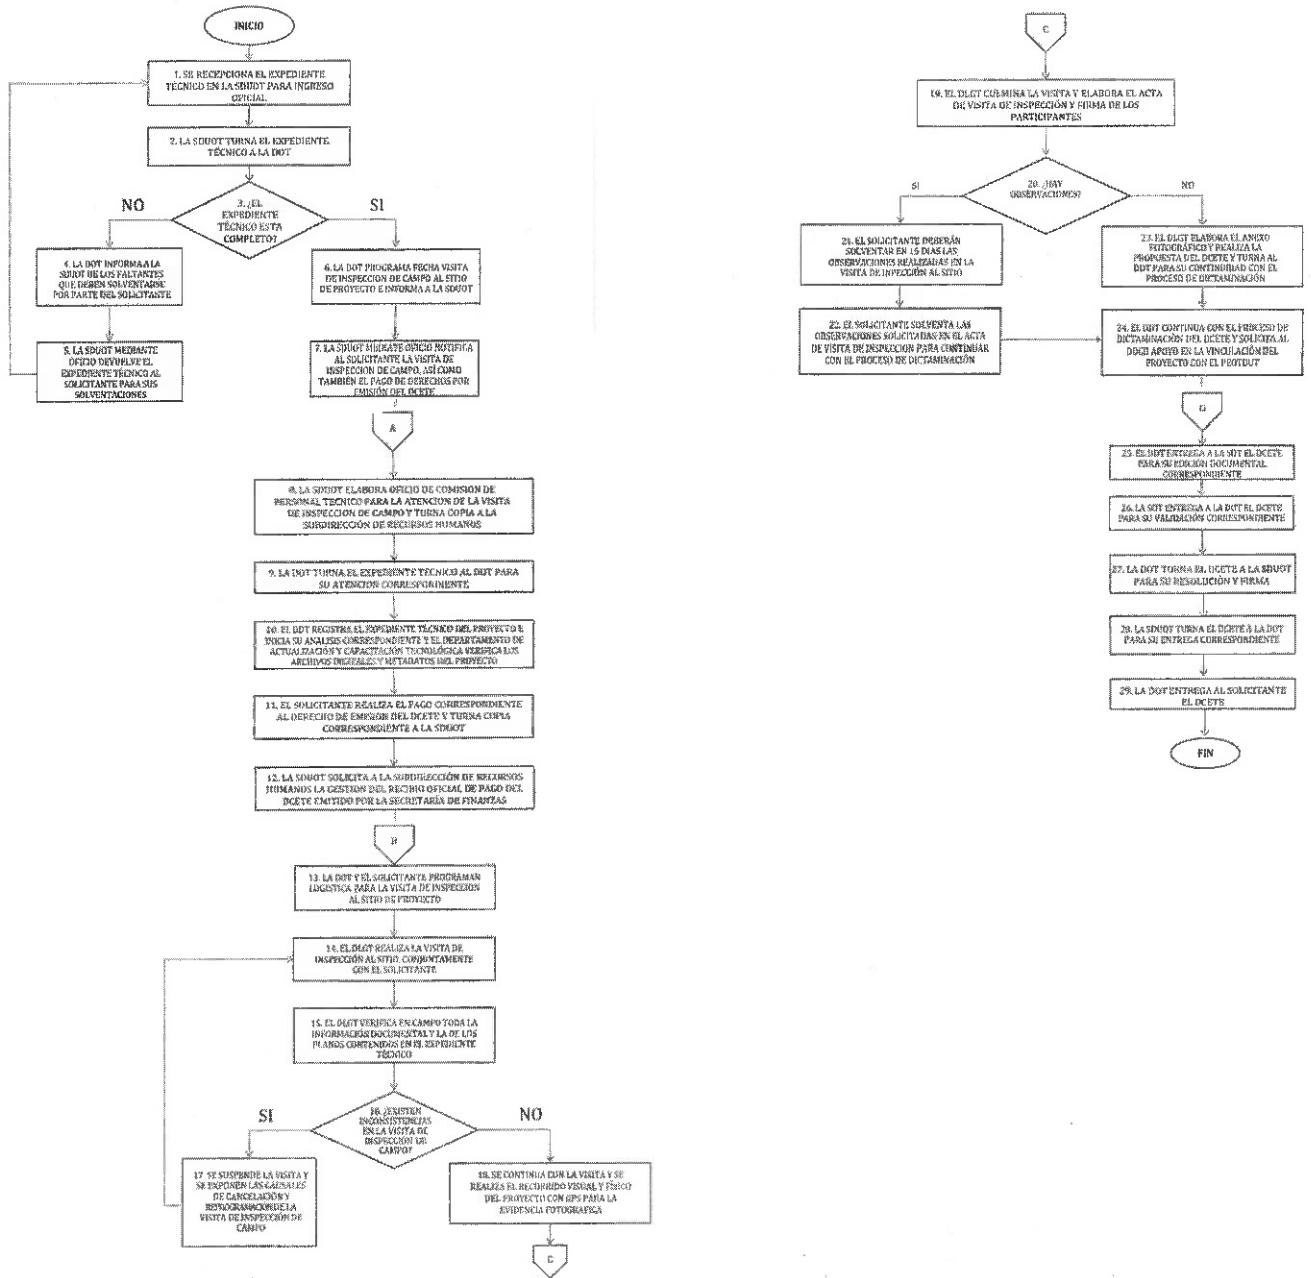 INICIO
1. SE RECEPCIONA EL EXPEDIENTE
TÉCNICO EN LA SDUOT PARA INGRESO
OFICIAL
2. LA SDUOT TURNA EL EXPEDIENTE
TÉCNICO A LA DOT
3. ¿EL
EXPEDIENTE
TÉCNICO ESTA
COMPLETO?
NO
SI
4. LA DOT INFORMA A LA
SDUOT DE LOS FALTANTES
QUE DEBEN SOLVENTARSE
POR PARTE DEL SOLICITANTE
5. LA SDUOT MEDIANTE
OFICIO DEVUELVE EL
EXPEDIENTE TÉCNICO AL
SOLICITANTE PARA SUS
SOLVENTACIONES
6. LA DOT PROGRAMA FECHA VISITA
DE INSPECCION DE CAMPO AL SITIO
DE PROYECTO E INFORMA A LA SDUOT
7. LA SDUOT MEDIATE OFICIO NOTIFICA
AL SOLICITANTE LA VISITA DE
INSPECCION DE CAMPO, ASÍ COMO
TAMBIÉN EL PAGO DE DERECHOS POR
EMISIÓN DEL DCETE
A
8. LA SDUOT ELABORA OFICIO DE COMISION DE
PERSONAL TECNICO PARA LA ATENCION DE LA VISITA
DE INSPECCION DE CAMPO Y TURNA COPIA A LA
SUBDIRECCIÓN DE RECURSOS HUMANOS
9. LA DOT TURNA EL EXPEDIENTE TÉCNICO AL DDT PARA
SU ATENCION CORRESPONDIENTE
10. EL DDT REGISTRA EL EXPEDIENTE TÉCNICO DEL PROYECTO E
INICIA SU ANALISIS CORRESPONDIENTE Y EL DEPARTAMENTO DE
ACTUALIZACIÓN Y CAPACITACIÓN TECNOLÓGICA VERIFICA LOS
ARCHIVOS DIGITALES Y METADATOS DEL PROYECTO
11. EL SOLICITANTE REALIZA EL PAGO CORRESPONDIENTE
AL DERECHO DE EMISIÓN DEL DCETE Y TURNA COPIA
CORRESPONDIENTE A LA SDUOT
12. LA SDUOT SOLICITA A LA SUBDIRECCIÓN DE RECURSOS
HUMANOS LA GESTION DEL RECIBIO OFICIAL DE PAGO DEL
DCETE EMITIDO POR LA SECRETARÍA DE FINANZAS
B
13. LA DOT Y EL SOLICITANTE PROGRAMAN
LOGISTICA PARA LA VISITA DE INSPECCION
AL SITIO DE PROYECTO
14. EL DLGT REALIZA LA VISITA DE
INSPECCIÓN AL SITIO, CONJUNTAMENTE
CON EL SOLICITANTE
15. EL DLGT VERIFICA EN CAMPO TODA LA
INFORMACIÓN DOCUMENTAL Y LA DE LOS
PLANOS CONTENIDOS EN EL EXPEDIENTE
TÉCNICO
16. ¿EXISTEN
INCONSISTENCIAS
EN LA VISITA DE
INSPECCIÓN DE
CAMPO?
SI
NO
17 SE SUSPENDE LA VISITA Y
SE EXPONEN LAS CAUSALES
DE CANCELACIÓN Y
REPROGRAMACION DE LA
VISITA DE INSPECCIÓN DE
CAMPO
18. SE CONTINUA CON LA VISITA Y SE
REALIZA EL RECORRIDO VISUAL Y FÍSICO
DEL PROYECTO CON GPS PARA LA
EVIDENCIA FOTOGRAFICA
C
C
19. EL DLGT CULMINA LA VISITA Y ELABORA EL ACTA
DE VISITA DE INSPECCIÓN Y FIRMA DE LOS
PARTICIPANTES
20. ¿HAY
OBSERVACIONES?
SI
NO
21. EL SOLICITANTE DEBERÁN
SOLVENTAR EN 15 DIAS LAS
OBSERVACIONES REALIZADAS EN LA
VISITA DE INPECCIÓN AL SITIO
22. EL SOLICITANTE SOLVENTA LAS
OBSERVACIONES SOLICITADAS EN EL ACTA
DE VISITA DE INSPECCION PARA CONTINUAR
CON EL PROCESO DE DICTAMINACIÓN
23. EL DLGT ELABORA EL ANEXO
FOTOGRÁFICO Y REALIZA LA
PROPUESTA DEL DCETE Y TURNA AL
DDT PARA SU CONTINUIDAD CON EL
PROCESO DE DICTAMINACIÓN
24. EL DDT CONTINUA CON EL PROCESO DE
DICTAMINACIÓN DEL DCETE Y SOLICITA AL
APOYO EN LA VINCULACIÓN DEL
PROYECTO CON EL PEOTDUT
25. EL DDT ENTREGA A LA SOT EL DCETE
PARA SU EDICIÓN DOCUMENTAL
CORRESPONDIENTE
26. LA SOT ENTREGA A LA DOT EL DCETE
PARA SU VALIDACIÓN CORRESPONDIENTE
27. LA DOT TURNA EL DCETE A LA SDUOT
PARA SU RESOLUCIÓN Y FIRMA
28. LA SDUOT TURNA EL DCETE A LA DOT
PARA SU ENTREGA CORRESPONDIENTE
29. LA DOT ENTREGA AL SOLICITANTE
EL DCETE
FIN